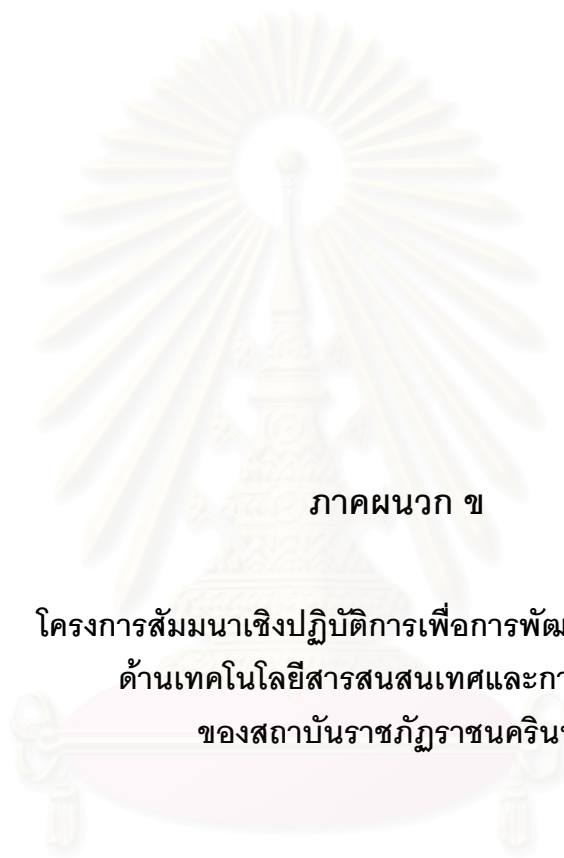 ภาคผนวก ข
โครงการสัมมนาเชิงปฏิบัติการเพื่อการพัฒ
ด้านเทคโนโลยีสารสนสนเทศและกา
ของสถาบันราชภัฏราชนครินท